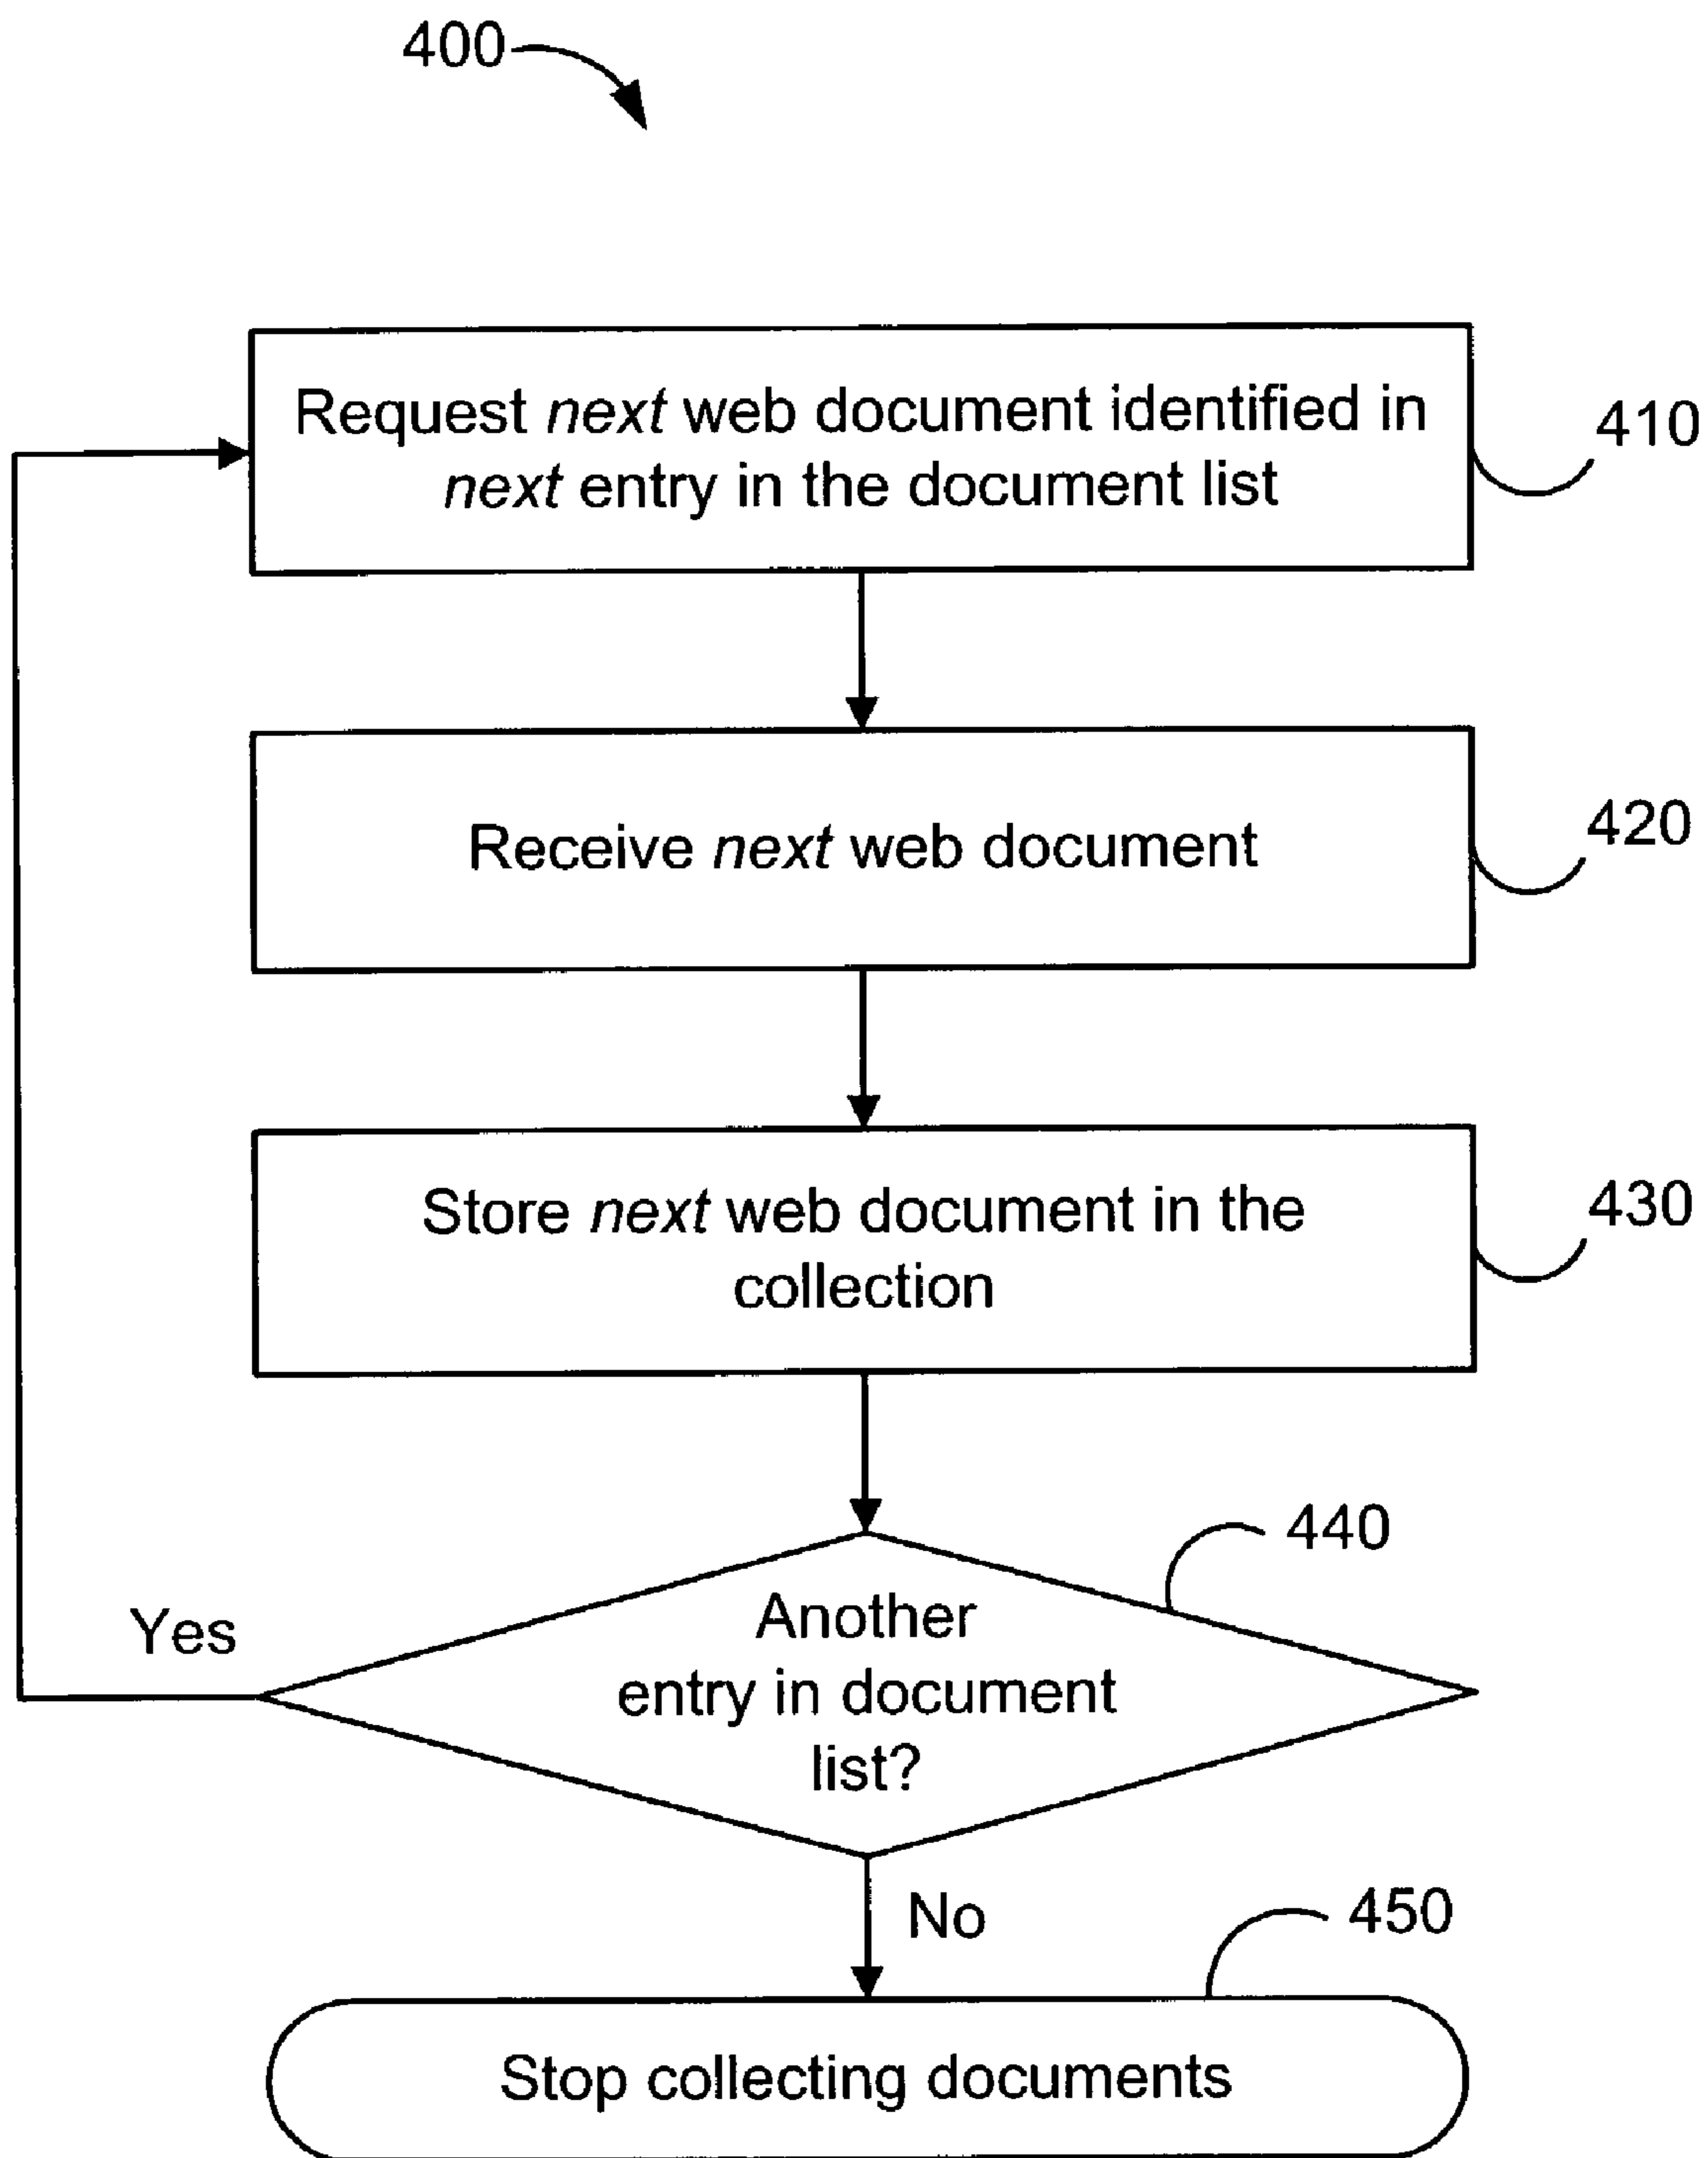 400
Request next web document identified in
next entry in the document list
410
Receive next web document
420
Store next web document in the
collection
430
440
Another
entry in document
list?
Yes
No
450
Stop collecting documents